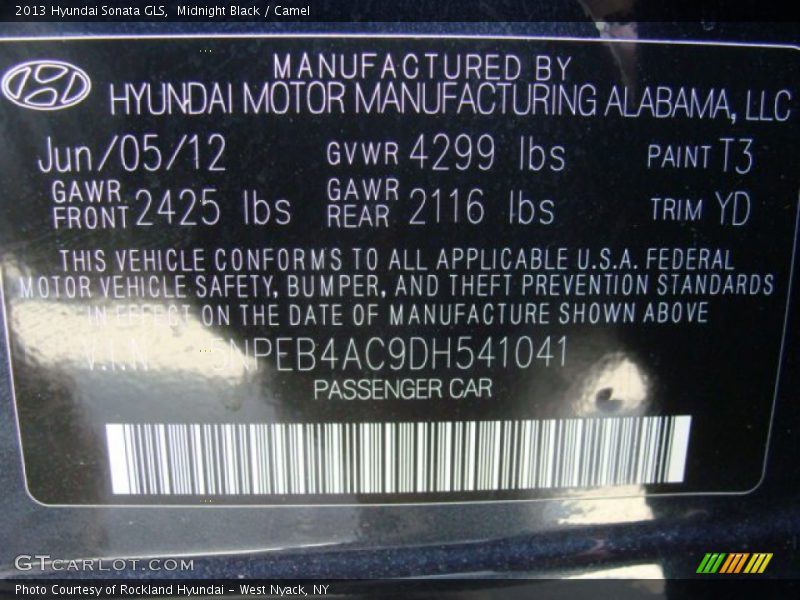 2013 Hyundai Sonata GLS,  Midnight Black / Camel
MANUFACTURED BY
HYUNDAI MOTOR MANUFACTURING ALABAMA, LLC
Jun/05/12 GVWR 4299 lbs PAINT T3
GAWR FRONT 2425 lbs GAWR REAR 2116 lbs TRIM YD
THIS VEHICLE CONFORMS TO ALL APPLICABLE U.S.A. FEDERAL
MOTOR VEHICLE SAFETY, BUMPER, AND THEFT PREVENTION STANDARDS
IN EFFECT ON THE DATE OF MANUFACTURE SHOWN ABOVE
V.I.N 5NPEB4AC9DH541041
PASSENGER CAR
GTCARLOT.COM
Photo Courtesy of Rockland Hyundai - West Nyack, NY